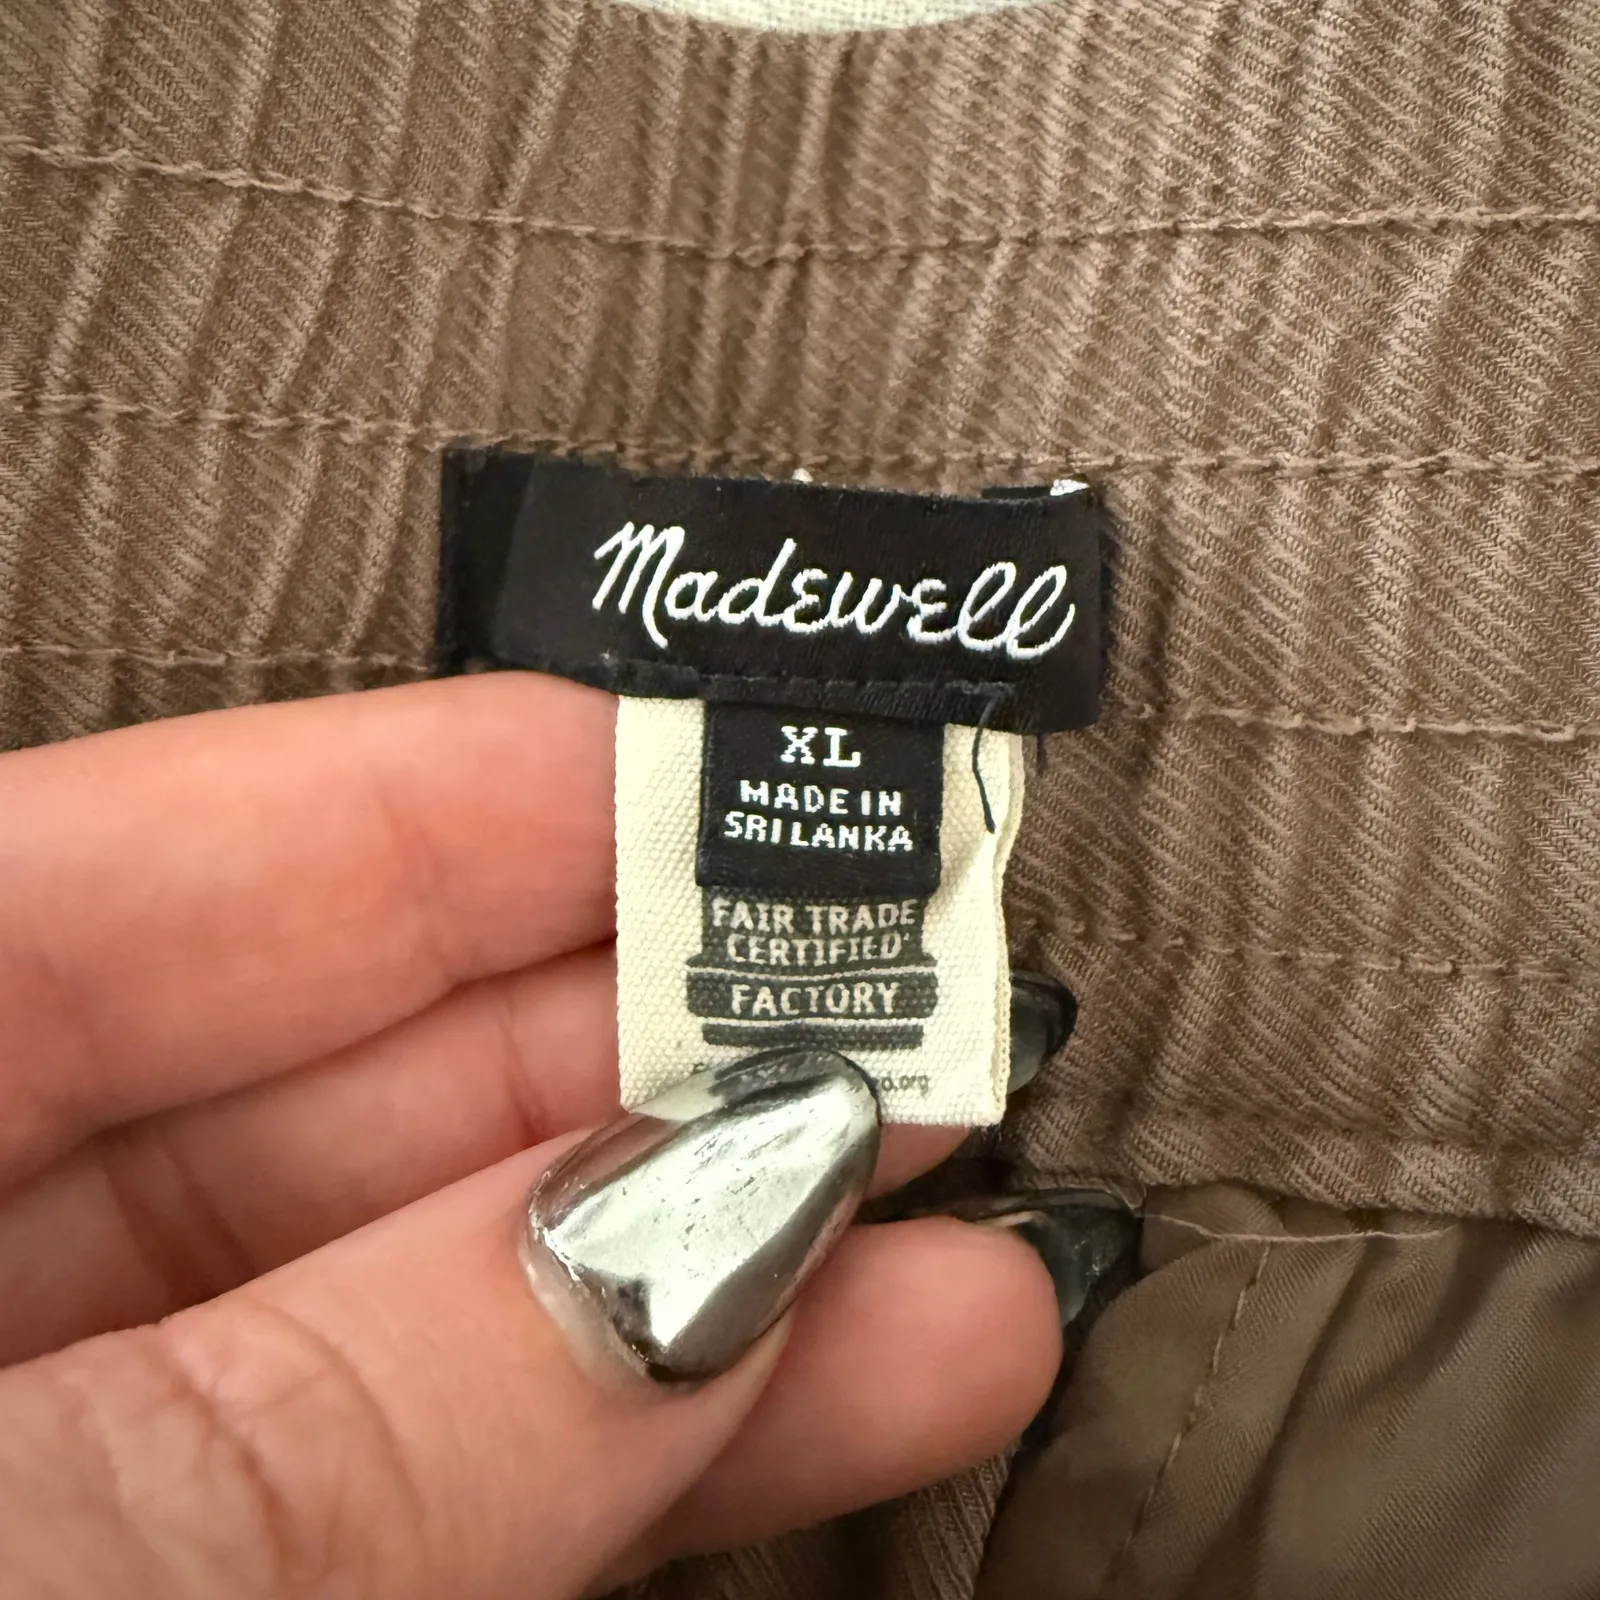 Madewell
XL
MADE IN
SRI LANKA
FAIR TRADE
CERTIFIED
FACTORY